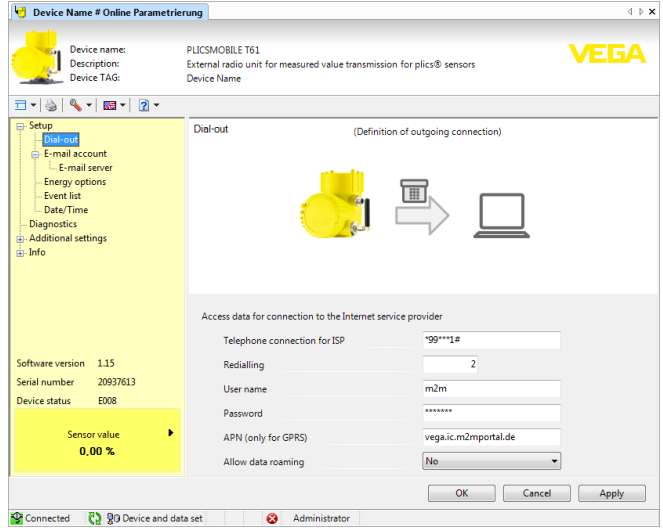 Device Name # Online Parametrierung
Device name: PLICSMOBILE T61
Description: External radio unit for measured value transmission for plics® sensors
Device TAG: Device Name
VEGA
Setup
Dial-out
E-mail account
E-mail server
Energy options
Event list
Date/Time
Diagnostics
Additional settings
Info
Software version 1.15
Serial number 20937613
Device status E008
Sensor value
0,00 %
Dial-out (Definition of outgoing connection)
Access data for connection to the Internet service provider
Telephone connection for ISP *99***1#
Redialling 2
User name m2m
Password *******
APN (only for GPRS) vega.ic.m2mportal.de
Allow data roaming No
OK Cancel Apply
Connected Device and data set Administrator